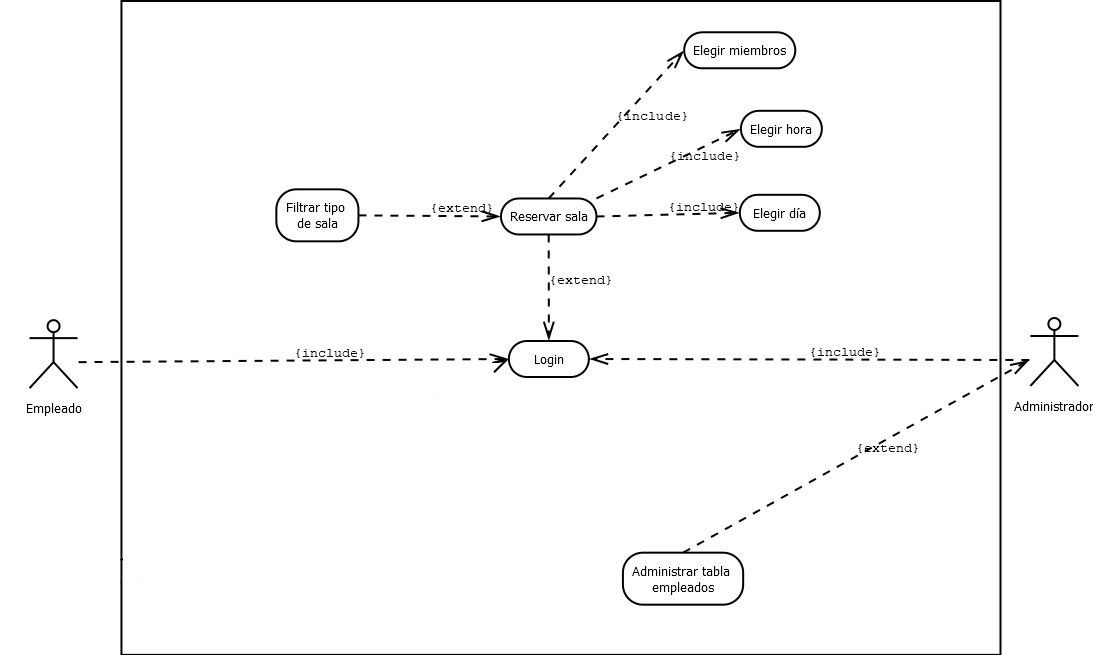 Elegir miembros
{include}
Elegir hora
{include}
Filtrar tipo
de sala
{extend}
Reservar sala
{include}
Elegir día
{extend}
{include}
Login
{include}
Empleado
Administrador
{extend}
Administrar tabla
empleados